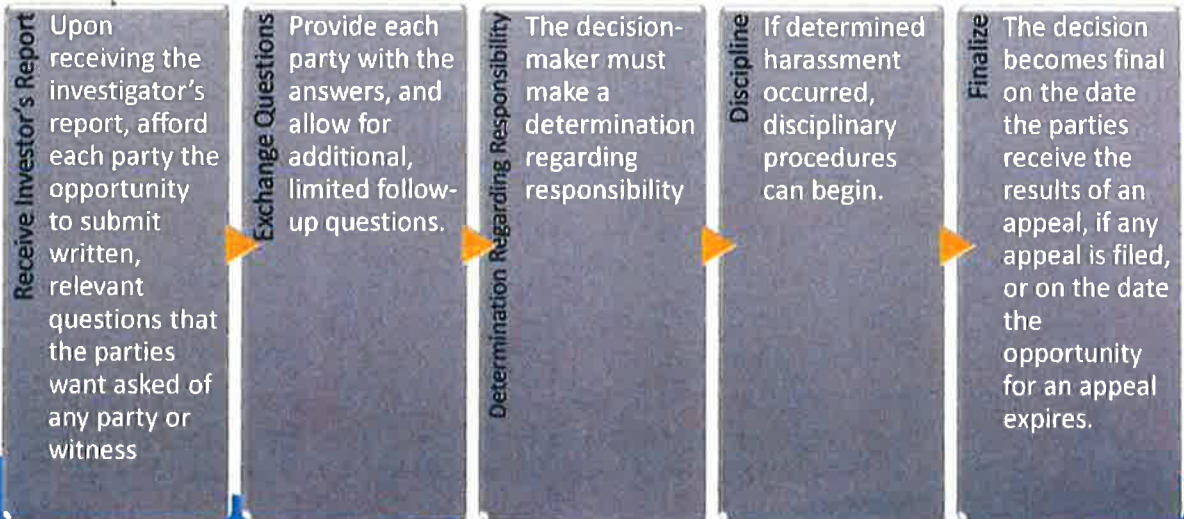 Receive Investor's Report
Upon
receiving the
investigator's
report, afford
each party the
opportunity
to submit
written,
relevant
questions that
the parties
want asked of
any party or
witness
Exchange Questions
Provide each
party with the
answers, and
allow for
additional,
limited follow-
up questions.
Determination Regarding Responsibility
The decision-
maker must
make a
determination
regarding
responsibility
Discipline
If determined
harassment
occurred,
disciplinary
procedures
can begin.
Finalize
The decision
becomes final
on the date
the parties
receive the
results of an
appeal, if any
appeal is filed,
or on the date
the
opportunity
for an appeal
expires.